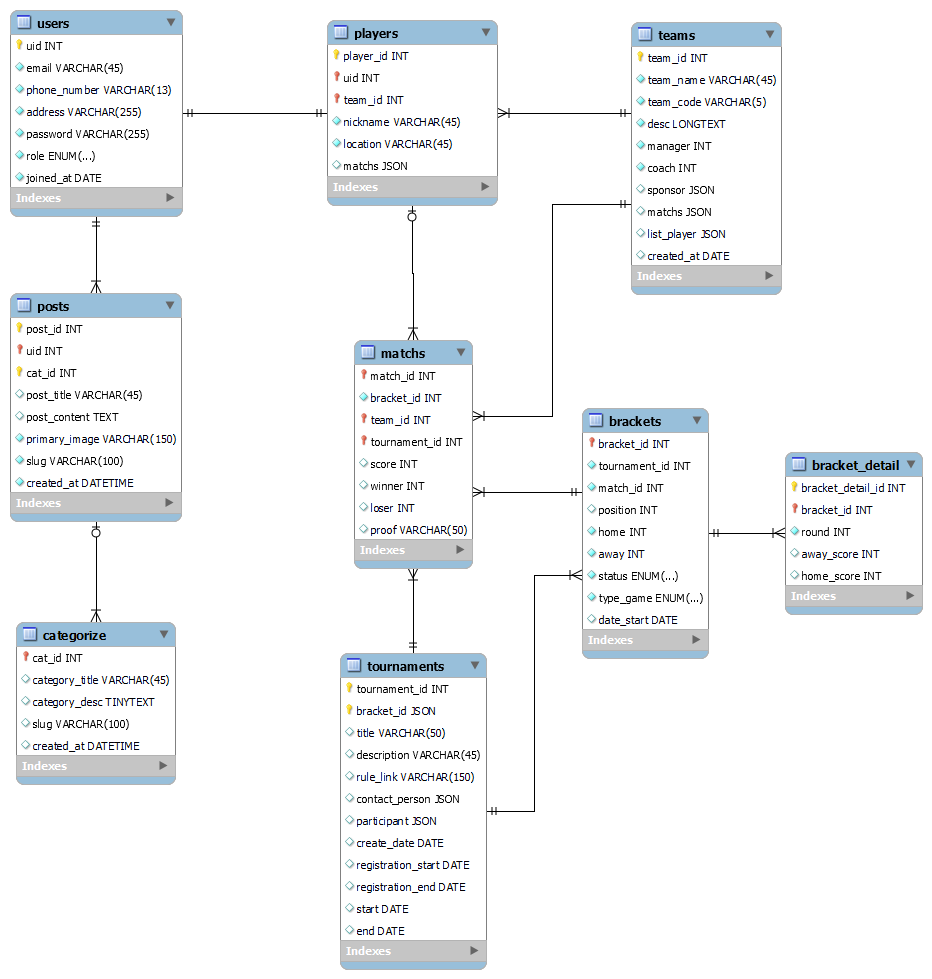 users
uid INT
email VARCHAR(45)
phone_number VARCHAR(13)
address VARCHAR(255)
password VARCHAR(255)
role ENUM(...)
joined_at DATE
Indexes
players
player_id INT
uid INT
team_id INT
nickname VARCHAR(45)
location VARCHAR(45)
matchs JSON
Indexes
teams
team_id INT
team_name VARCHAR(45)
team_code VARCHAR(5)
desc LONGTEXT
manager INT
coach INT
sponsor JSON
matchs JSON
list_player JSON
created_at DATE
Indexes
posts
post_id INT
uid INT
cat_id INT
post_title VARCHAR(45)
post_content TEXT
primary_image VARCHAR(150)
slug VARCHAR(100)
created_at DATETIME
Indexes
matchs
match_id INT
bracket_id INT
team_id INT
tournament_id INT
score INT
winner INT
loser INT
proof VARCHAR(50)
Indexes
brackets
bracket_id INT
tournament_id INT
match_id INT
position INT
home INT
away INT
status ENUM(...)
type_game ENUM(...)
date_start DATE
Indexes
bracket_detail
bracket_detail_id INT
bracket_id INT
round INT
away_score INT
home_score INT
Indexes
categorize
cat_id INT
category_title VARCHAR(45)
category_desc TINYTEXT
slug VARCHAR(100)
created_at DATETIME
Indexes
tournaments
tournament_id INT
bracket_id JSON
title VARCHAR(50)
description VARCHAR(45)
rule_link VARCHAR(150)
contact_person JSON
participant JSON
create_date DATE
registration_start DATE
registration_end DATE
start DATE
end DATE
Indexes